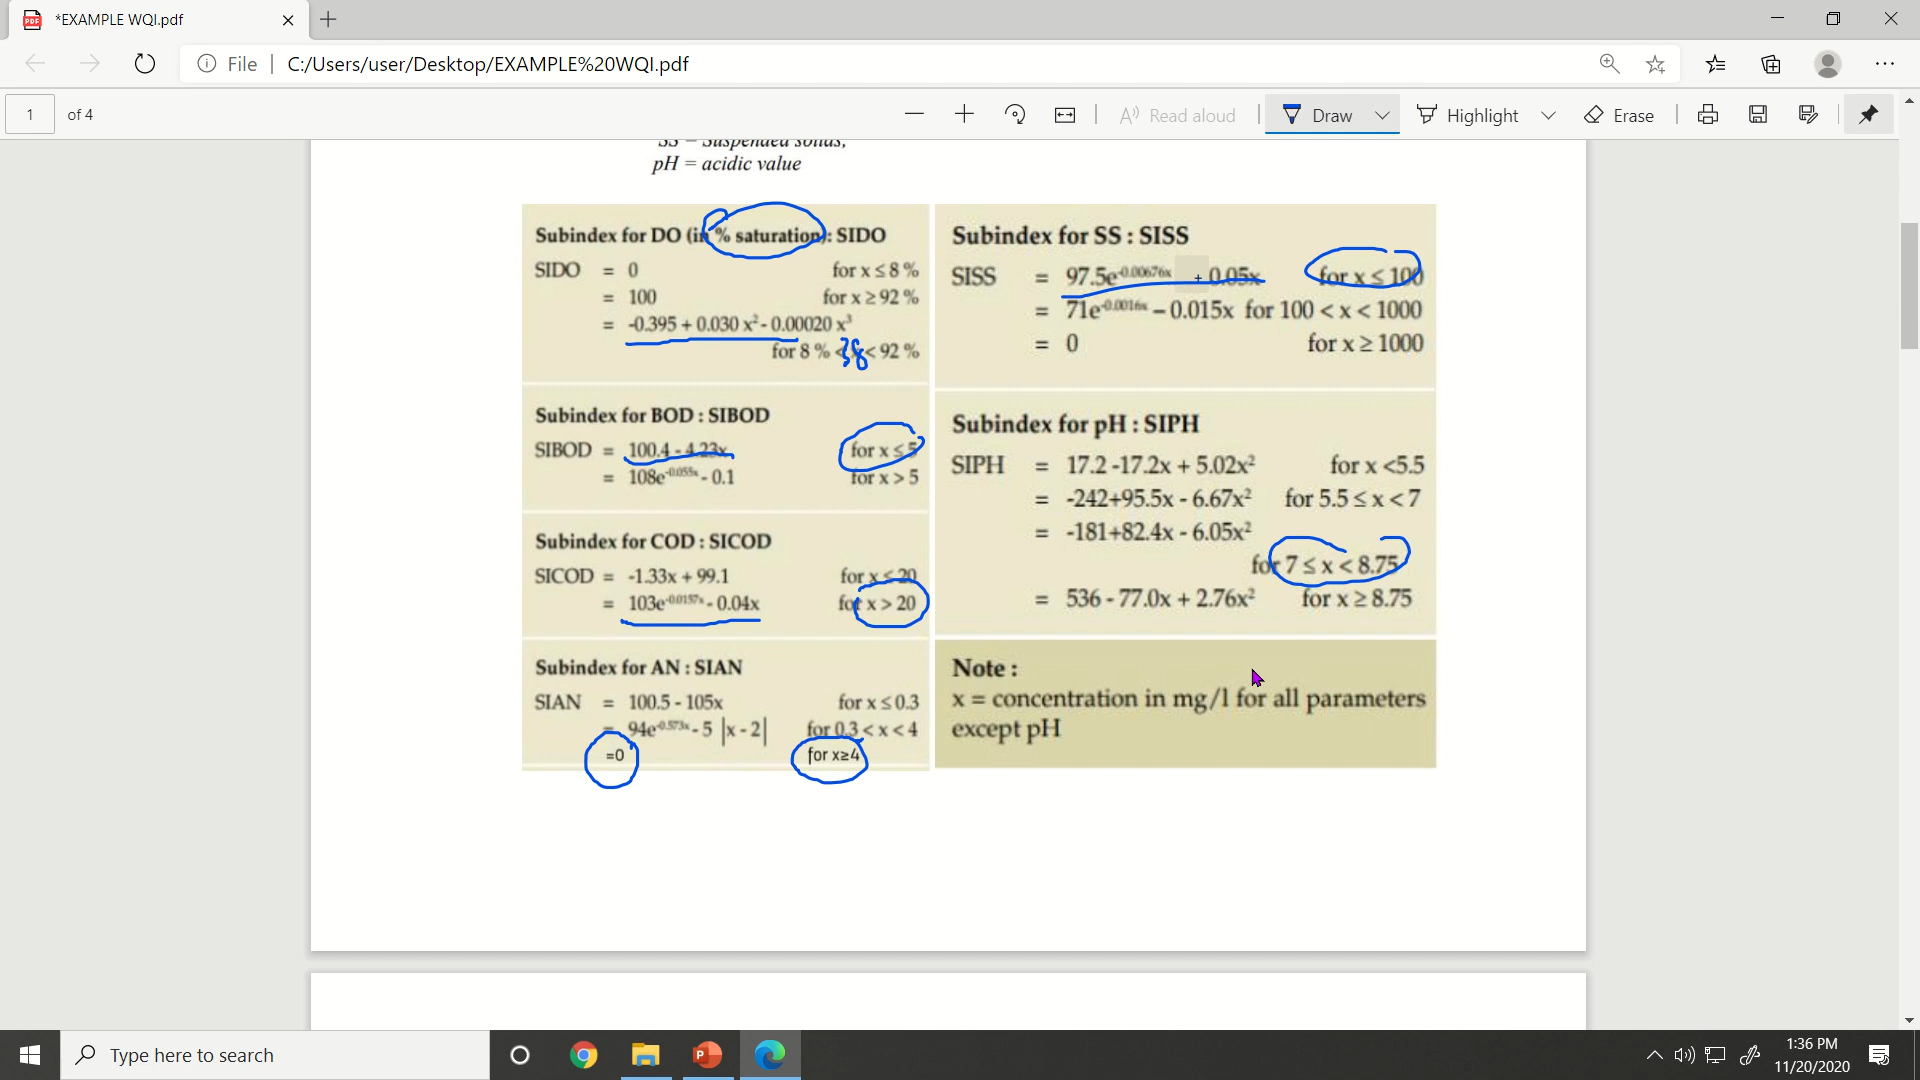 *EXAMPLE WQI.pdf
File | C:/Users/user/Desktop/EXAMPLE%20WQI.pdf
1 of 4
Read aloud
Draw
Highlight
Erase
SS = Suspended solids,
pH = acidic value
Subindex for DO (in % saturation): SIDO
SIDO = 0 for x ≤ 8 %
= 100 for x ≥ 92 %
= -0.395 + 0.030 x² - 0.00020 x³
for 8 % < 38 < 92 %
Subindex for BOD : SIBOD
SIBOD = 100.4 - 4.23x for x ≤ 5
= 108e-0.055x - 0.1 for x > 5
Subindex for COD : SICOD
SICOD = -1.33x + 99.1 for x ≤ 20
= 103e-0.0157x - 0.04x for x > 20
Subindex for AN : SIAN
SIAN = 100.5 - 105x for x ≤ 0.3
= 94e-0.573x - 5 |x - 2| for 0.3 < x < 4
=0 for x≥4
Subindex for SS : SISS
SISS = 97.5e-0.00676x + 0.05x for x ≤ 100
= 71e-0.0016x – 0.015x for 100 < x < 1000
= 0 for x ≥ 1000
Subindex for pH : SIPH
SIPH = 17.2 -17.2x + 5.02x² for x <5.5
= -242+95.5x - 6.67x² for 5.5 ≤ x < 7
= -181+82.4x - 6.05x²
for 7 ≤ x < 8.75
= 536 - 77.0x + 2.76x² for x ≥ 8.75
Note :
x = concentration in mg/l for all parameters
except pH
Type here to search
1:36 PM
11/20/2020